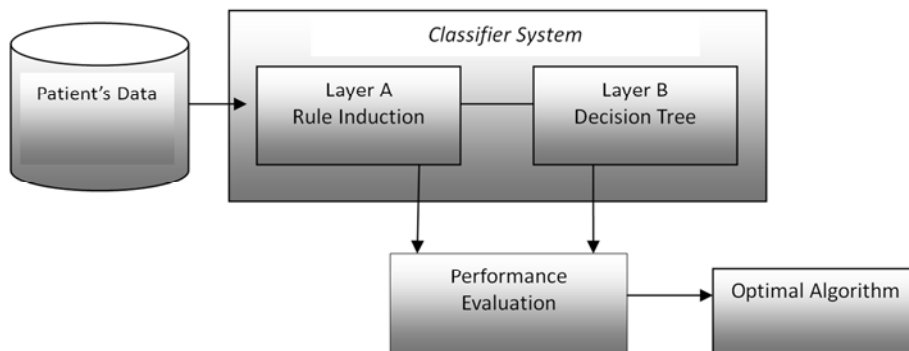 Classifier System
Patient's Data
Layer A
Rule Induction
Layer B
Decision Tree
Performance
Evaluation
Optimal Algorithm